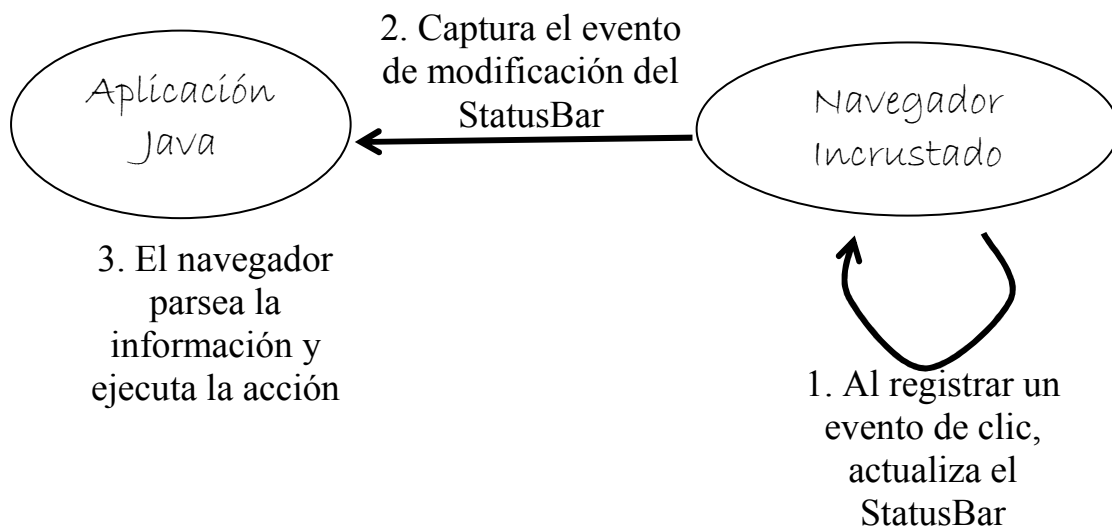 2. Captura el evento
de modificación del
StatusBar
Aplicación
Java
Navegador
Incrustado
3. El navegador
parsea la
información y
ejecuta la acción
1. Al registrar un
evento de clic,
actualiza el
StatusBar